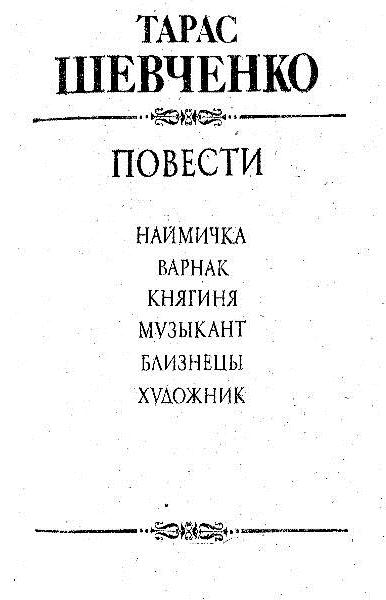 ТАРАС
ШЕВЧЕНКО
ПОВЕСТИ
НАЙМИЧКА
ВАРНАК
КНЯГИНЯ
МУЗЫКАНТ
БЛИЗНЕЦЫ
ХУДОЖНИК